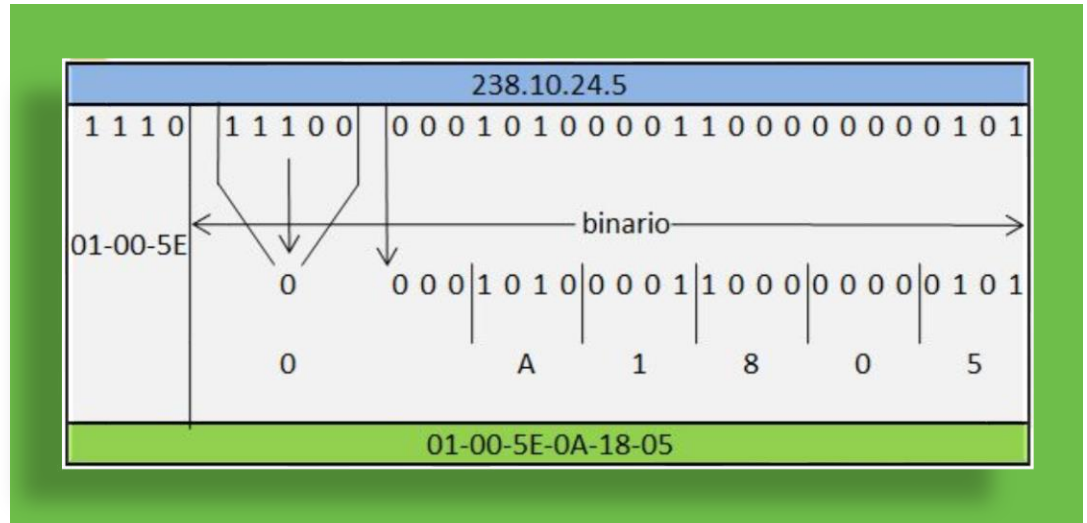 238.10.24.5
1 1 1 0 1 1 1 0 0 0 0 0 1 0 1 0 0 0 0 1 1 0 0 0 0 0 0 0 0 1 0 1
binario
01-00-5E
0 0 0 0 1 0 1 0 0 0 0 1 1 0 0 0 0 0 0 0 0 1 0 1
0 A 1 8 0 5
01-00-5E-0A-18-05